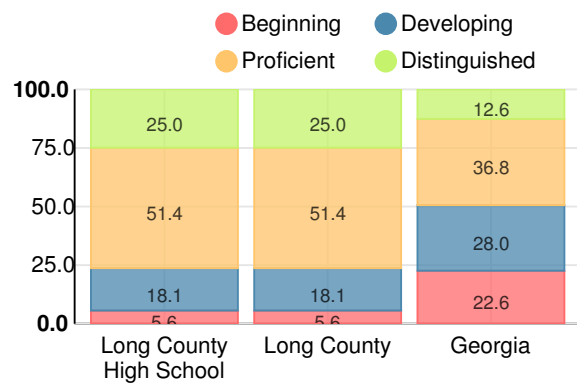 Beginning Developing
Proficient Distinguished
100.0
75.0
50.0
25.0
0.0
25.0 25.0 12.6
51.4 51.4 36.8
18.1 18.1 28.0
5.6 5.6 22.6
Long County Long County Georgia
High School